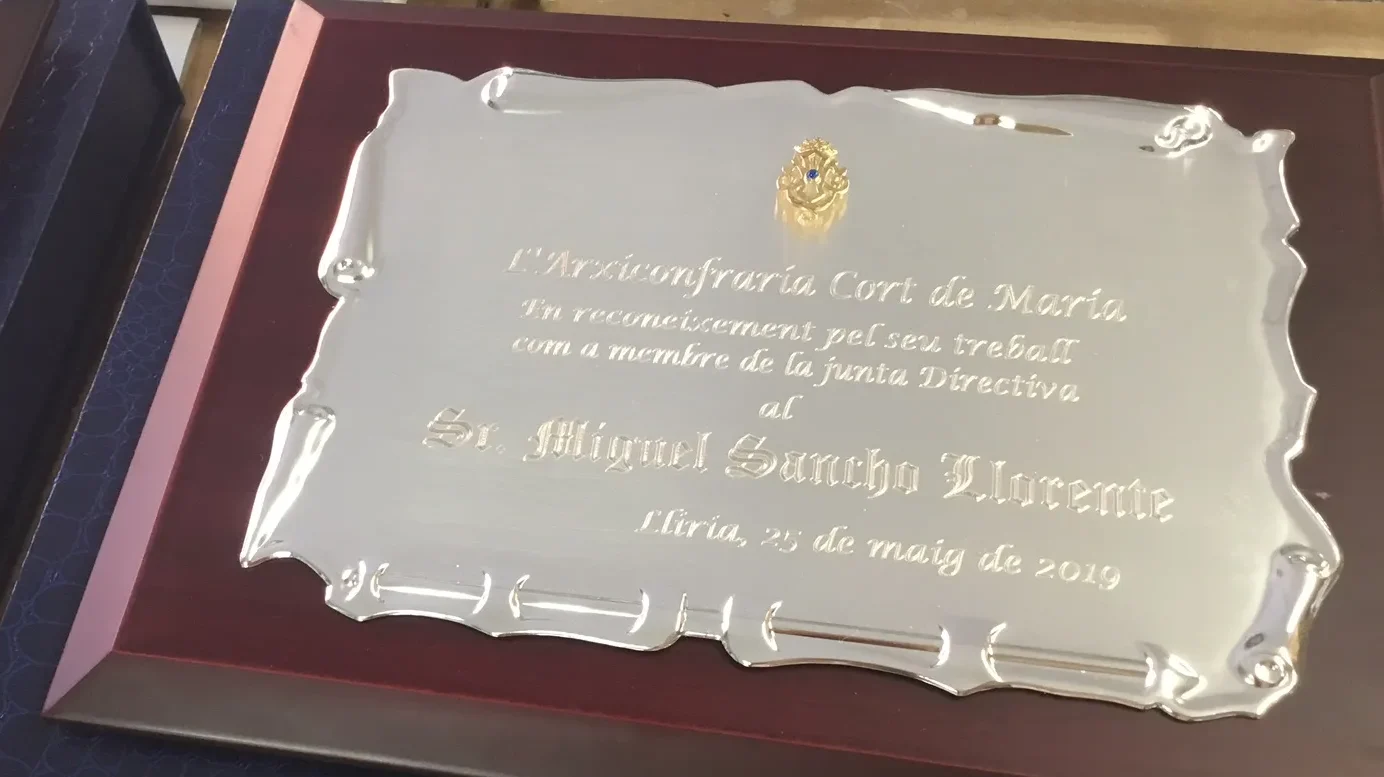 L'Arxiconfraría Cort de María
En reconeixement pel seu treball
com a membre de la junta Directiva
al
Sr. Miguel Sancho Llorente
Llíria, 25 de maig de 2019